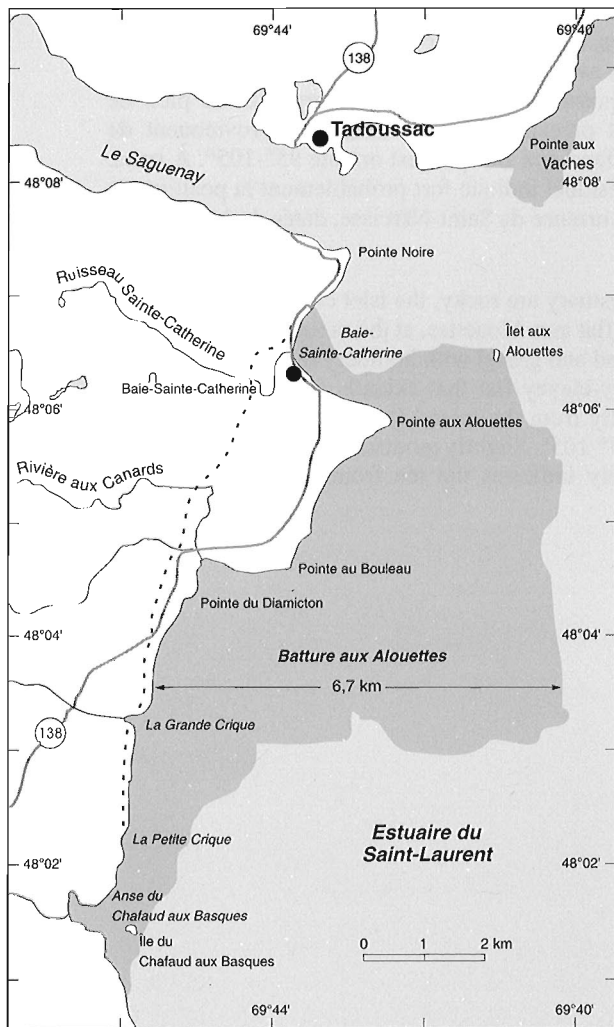 69°44'
69°40'
138
Tadoussac
Pointe aux
Vaches
Le Saguenay
48°08'
48°08'
Pointe Noire
Ruisseau Sainte-Catherine
Baie-
Sainte-Catherine
Îlet aux
Alouettes
Baie-Sainte-Catherine
48°06'
48°06'
Pointe aux Alouettes
Rivière aux Canards
Pointe au Bouleau
Pointe du Diamicton
48°04'
48°04'
Batture aux Alouettes
6,7 km
La Grande Crique
138
Estuaire du
Saint-Laurent
La Petite Crique
48°02'
48°02'
Anse du
Chafaud aux Basques
Île du
Chafaud aux Basques
0 1 2 km
69°44'
69°40'